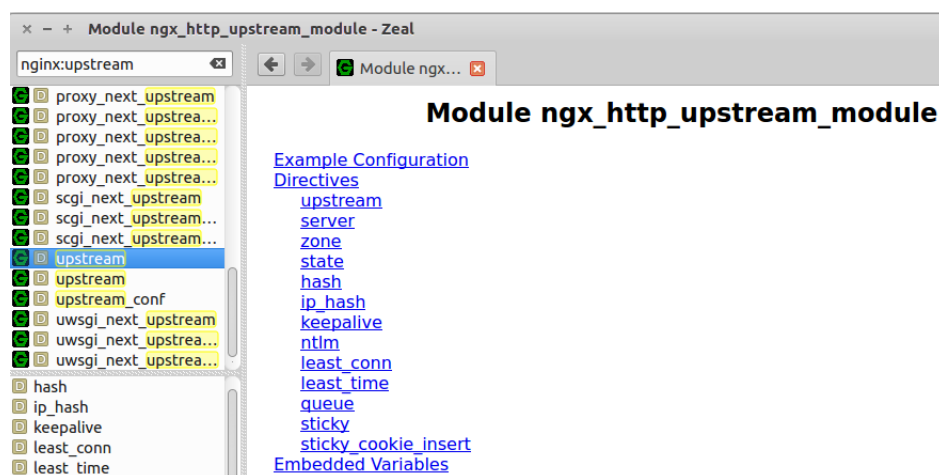 Module ngx_http_upstream_module - Zeal
nginx:upstream
Module ngx...
proxy_next_upstream
proxy_next_upstrea...
proxy_next_upstrea...
proxy_next_upstrea...
proxy_next_upstrea...
scgi_next_upstream
scgi_next_upstream...
scgi_next_upstream...
upstream
upstream
upstream_conf
uwsgi_next_upstream
uwsgi_next_upstrea...
uwsgi_next_upstrea...
hash
ip_hash
keepalive
least_conn
least_time
Module ngx_http_upstream_module
Example Configuration
Directives
upstream
server
zone
state
hash
ip_hash
keepalive
ntlm
least_conn
least_time
queue
sticky
sticky_cookie_insert
Embedded Variables